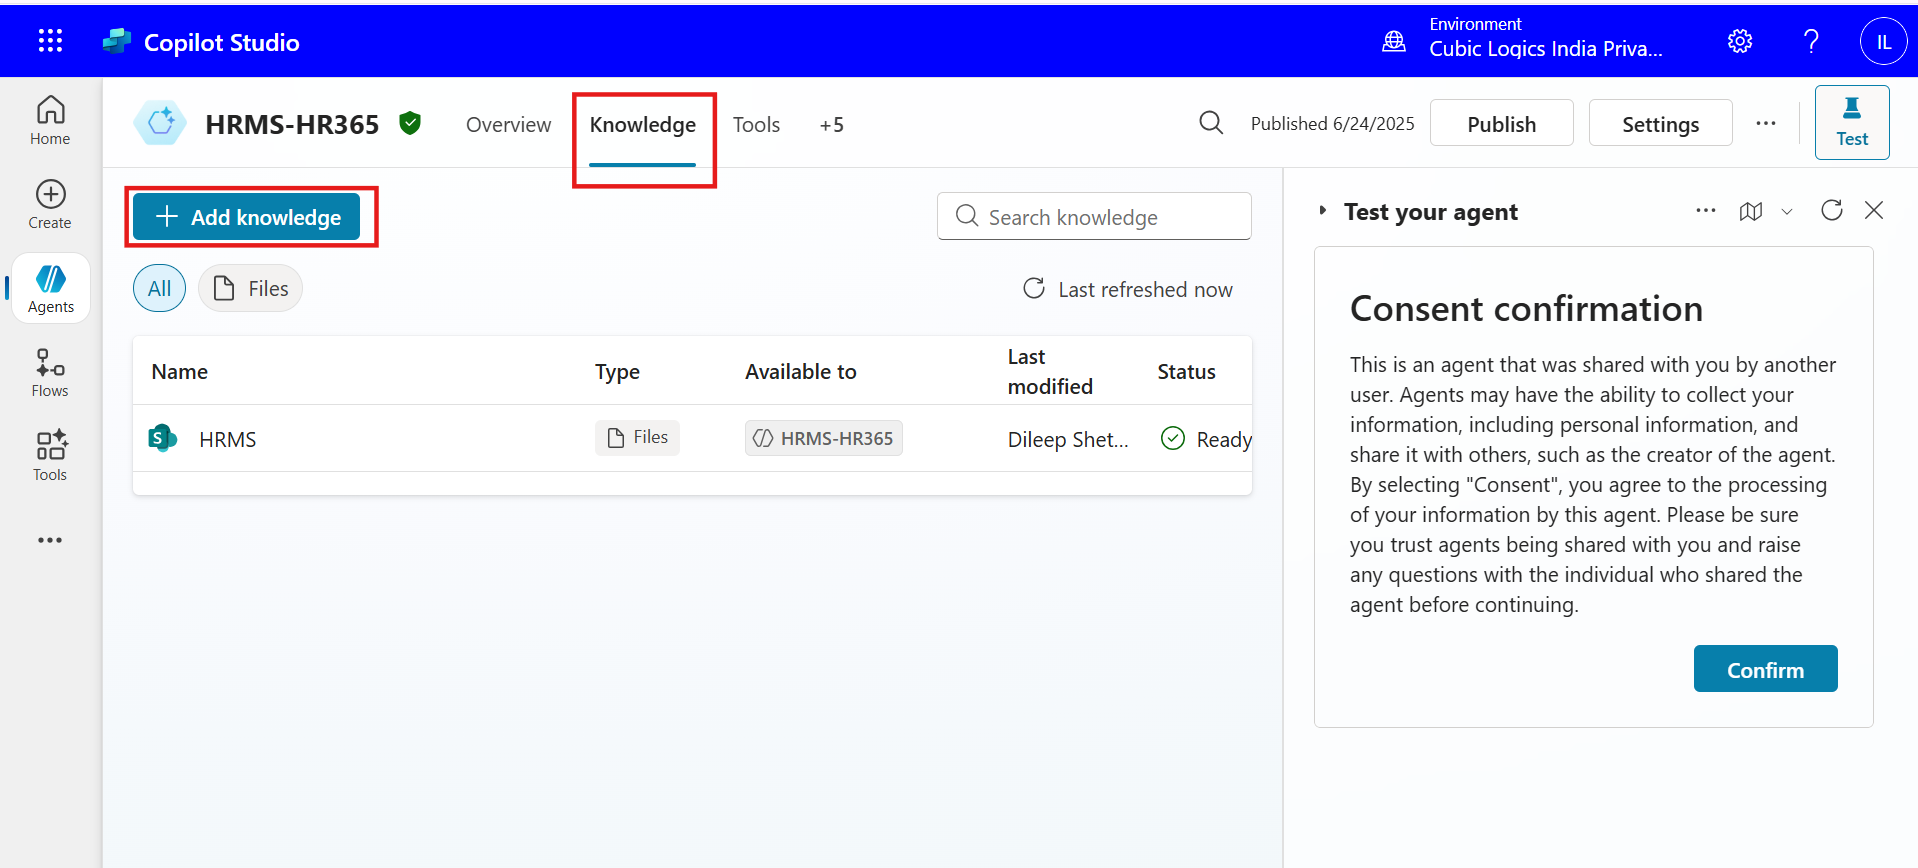 Copilot Studio
Environment
Cubic Logics India Priva...
?
IL
Home
Create
Agents
Flows
Tools
HRMS-HR365
Overview
Knowledge
Tools
+5
Published 6/24/2025
Publish
Settings
...
Test
+ Add knowledge
Search knowledge
All
Files
Last refreshed now
Name
Type
Available to
Last
modified
Status
S
HRMS
Files
HRMS-HR365
Dileep Shet...
Ready
Test your agent
...
Consent confirmation
This is an agent that was shared with you by another
user. Agents may have the ability to collect your
information, including personal information, and
share it with others, such as the creator of the agent.
By selecting "Consent", you agree to the processing
of your information by this agent. Please be sure
you trust agents being shared with you and raise
any questions with the individual who shared the
agent before continuing.
Confirm